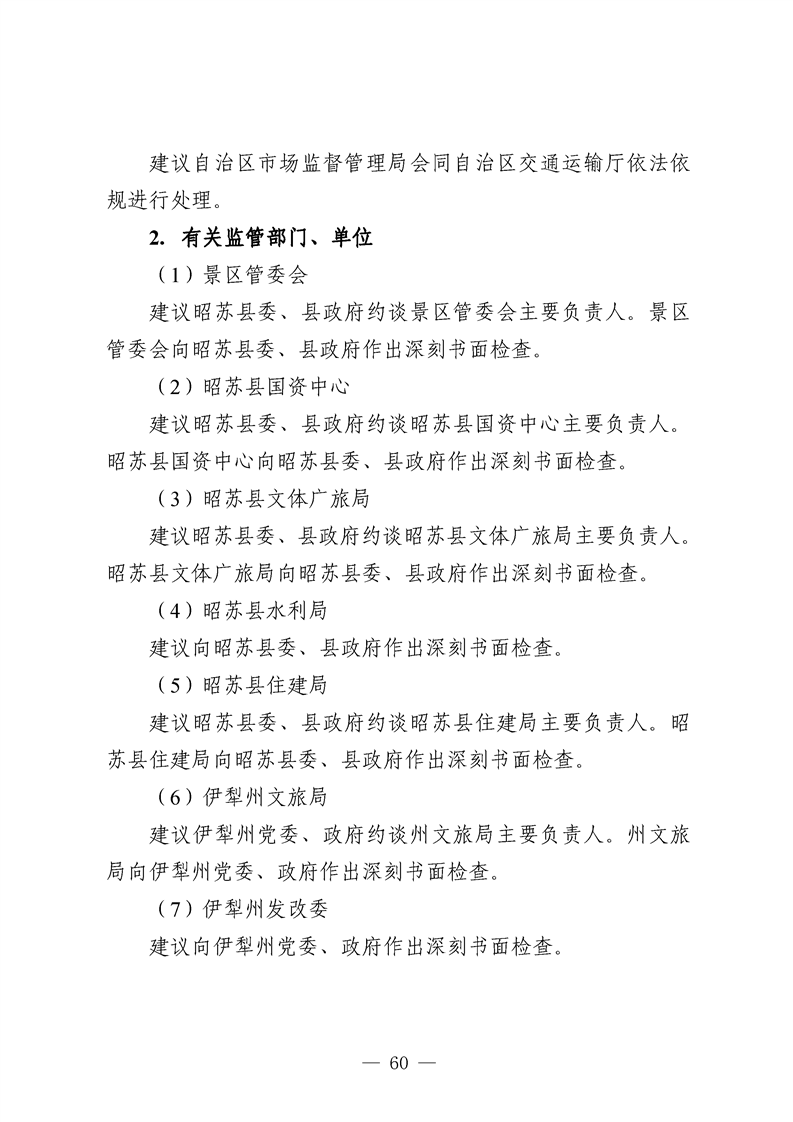 建议自治区市场监督管理局会同自治区交通运输厅依法依
规进行处理。
2. 有关监管部门、单位
（1）景区管委会
建议昭苏县委、县政府约谈景区管委会主要负责人。景区
管委会向昭苏县委、县政府作出深刻书面检查。
（2）昭苏县国资中心
建议昭苏县委、县政府约谈昭苏县国资中心主要负责人。
昭苏县国资中心向昭苏县委、县政府作出深刻书面检查。
（3）昭苏县文体广旅局
建议昭苏县委、县政府约谈昭苏县文体广旅局主要负责人。
昭苏县文体广旅局向昭苏县委、县政府作出深刻书面检查。
（4）昭苏县水利局
建议向昭苏县委、县政府作出深刻书面检查。
（5）昭苏县住建局
建议昭苏县委、县政府约谈昭苏县住建局主要负责人。昭
苏县住建局向昭苏县委、县政府作出深刻书面检查。
（6）伊犁州文旅局
建议伊犁州党委、政府约谈州文旅局主要负责人。州文旅
局向伊犁州党委、政府作出深刻书面检查。
（7）伊犁州发改委
建议向伊犁州党委、政府作出深刻书面检查。
— 60 —